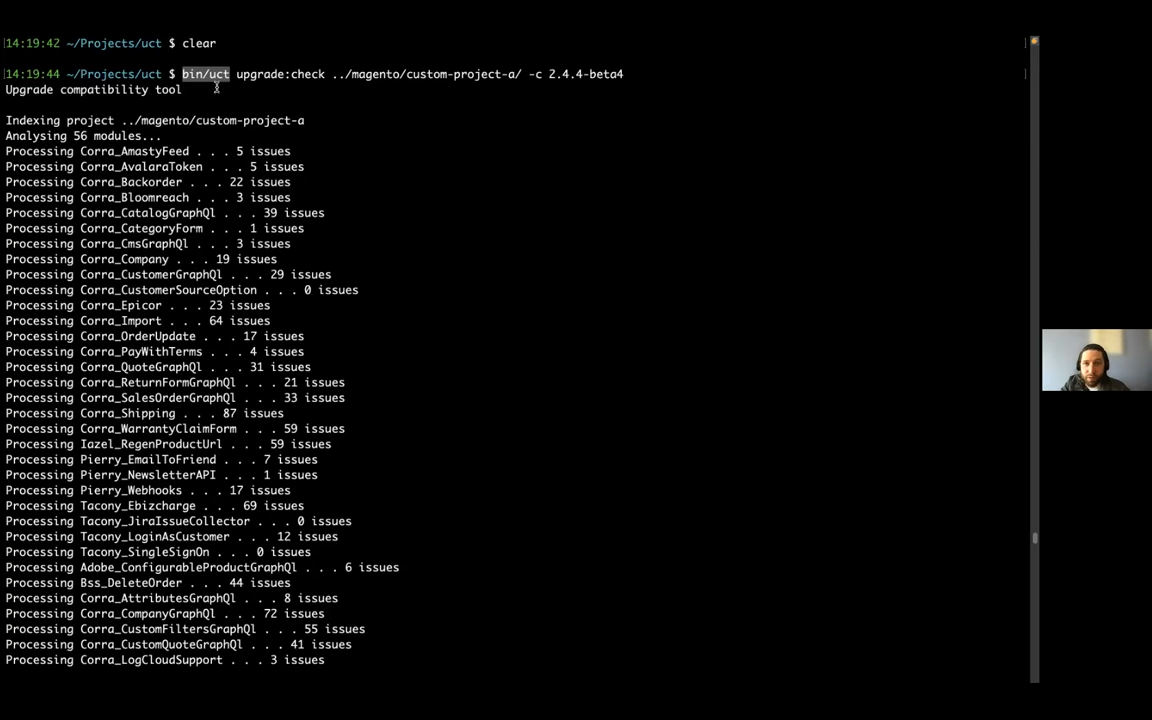 14:19:42 ~/Projects/uct $ clear
14:19:44 ~/Projects/uct $ bin/uct upgrade:check ../magento/custom-project-a/ -c 2.4.4-beta4
Upgrade compatibility tool
Indexing project ../magento/custom-project-a
Analysing 56 modules...
Processing Corra_AmastyFeed . . . 5 issues
Processing Corra_AvalaraToken . . . 5 issues
Processing Corra_Backorder . . . 22 issues
Processing Corra_Bloomreach . . . 3 issues
Processing Corra_CatalogGraphQl . . . 39 issues
Processing Corra_CategoryForm . . . 1 issues
Processing Corra_CmsGraphQl . . . 3 issues
Processing Corra_Company . . . 19 issues
Processing Corra_CustomerGraphQl . . . 29 issues
Processing Corra_CustomerSourceOption . . . 0 issues
Processing Corra_Epicor . . . 23 issues
Processing Corra_Import . . . 64 issues
Processing Corra_OrderUpdate . . . 17 issues
Processing Corra_PayWithTerms . . . 4 issues
Processing Corra_QuoteGraphQl . . . 31 issues
Processing Corra_ReturnFormGraphQl . . . 21 issues
Processing Corra_SalesOrderGraphQl . . . 33 issues
Processing Corra_Shipping . . . 87 issues
Processing Corra_WarrantyClaimForm . . . 59 issues
Processing Iazel_RegenProductUrl . . . 59 issues
Processing Pierry_EmailToFriend . . . 7 issues
Processing Pierry_NewsletterAPI . . . 1 issues
Processing Pierry_Webhooks . . . 17 issues
Processing Tacony_Ebizcharge . . . 69 issues
Processing Tacony_JiraIssueCollector . . . 0 issues
Processing Tacony_LoginAsCustomer . . . 12 issues
Processing Tacony_SingleSignOn . . . 0 issues
Processing Adobe_ConfigurableProductGraphQl . . . 6 issues
Processing Bss_DeleteOrder . . . 44 issues
Processing Corra_AttributesGraphQl . . . 8 issues
Processing Corra_CompanyGraphQl . . . 72 issues
Processing Corra_CustomFiltersGraphQl . . . 55 issues
Processing Corra_CustomQuoteGraphQl . . . 41 issues
Processing Corra_LogCloudSupport . . . 3 issues